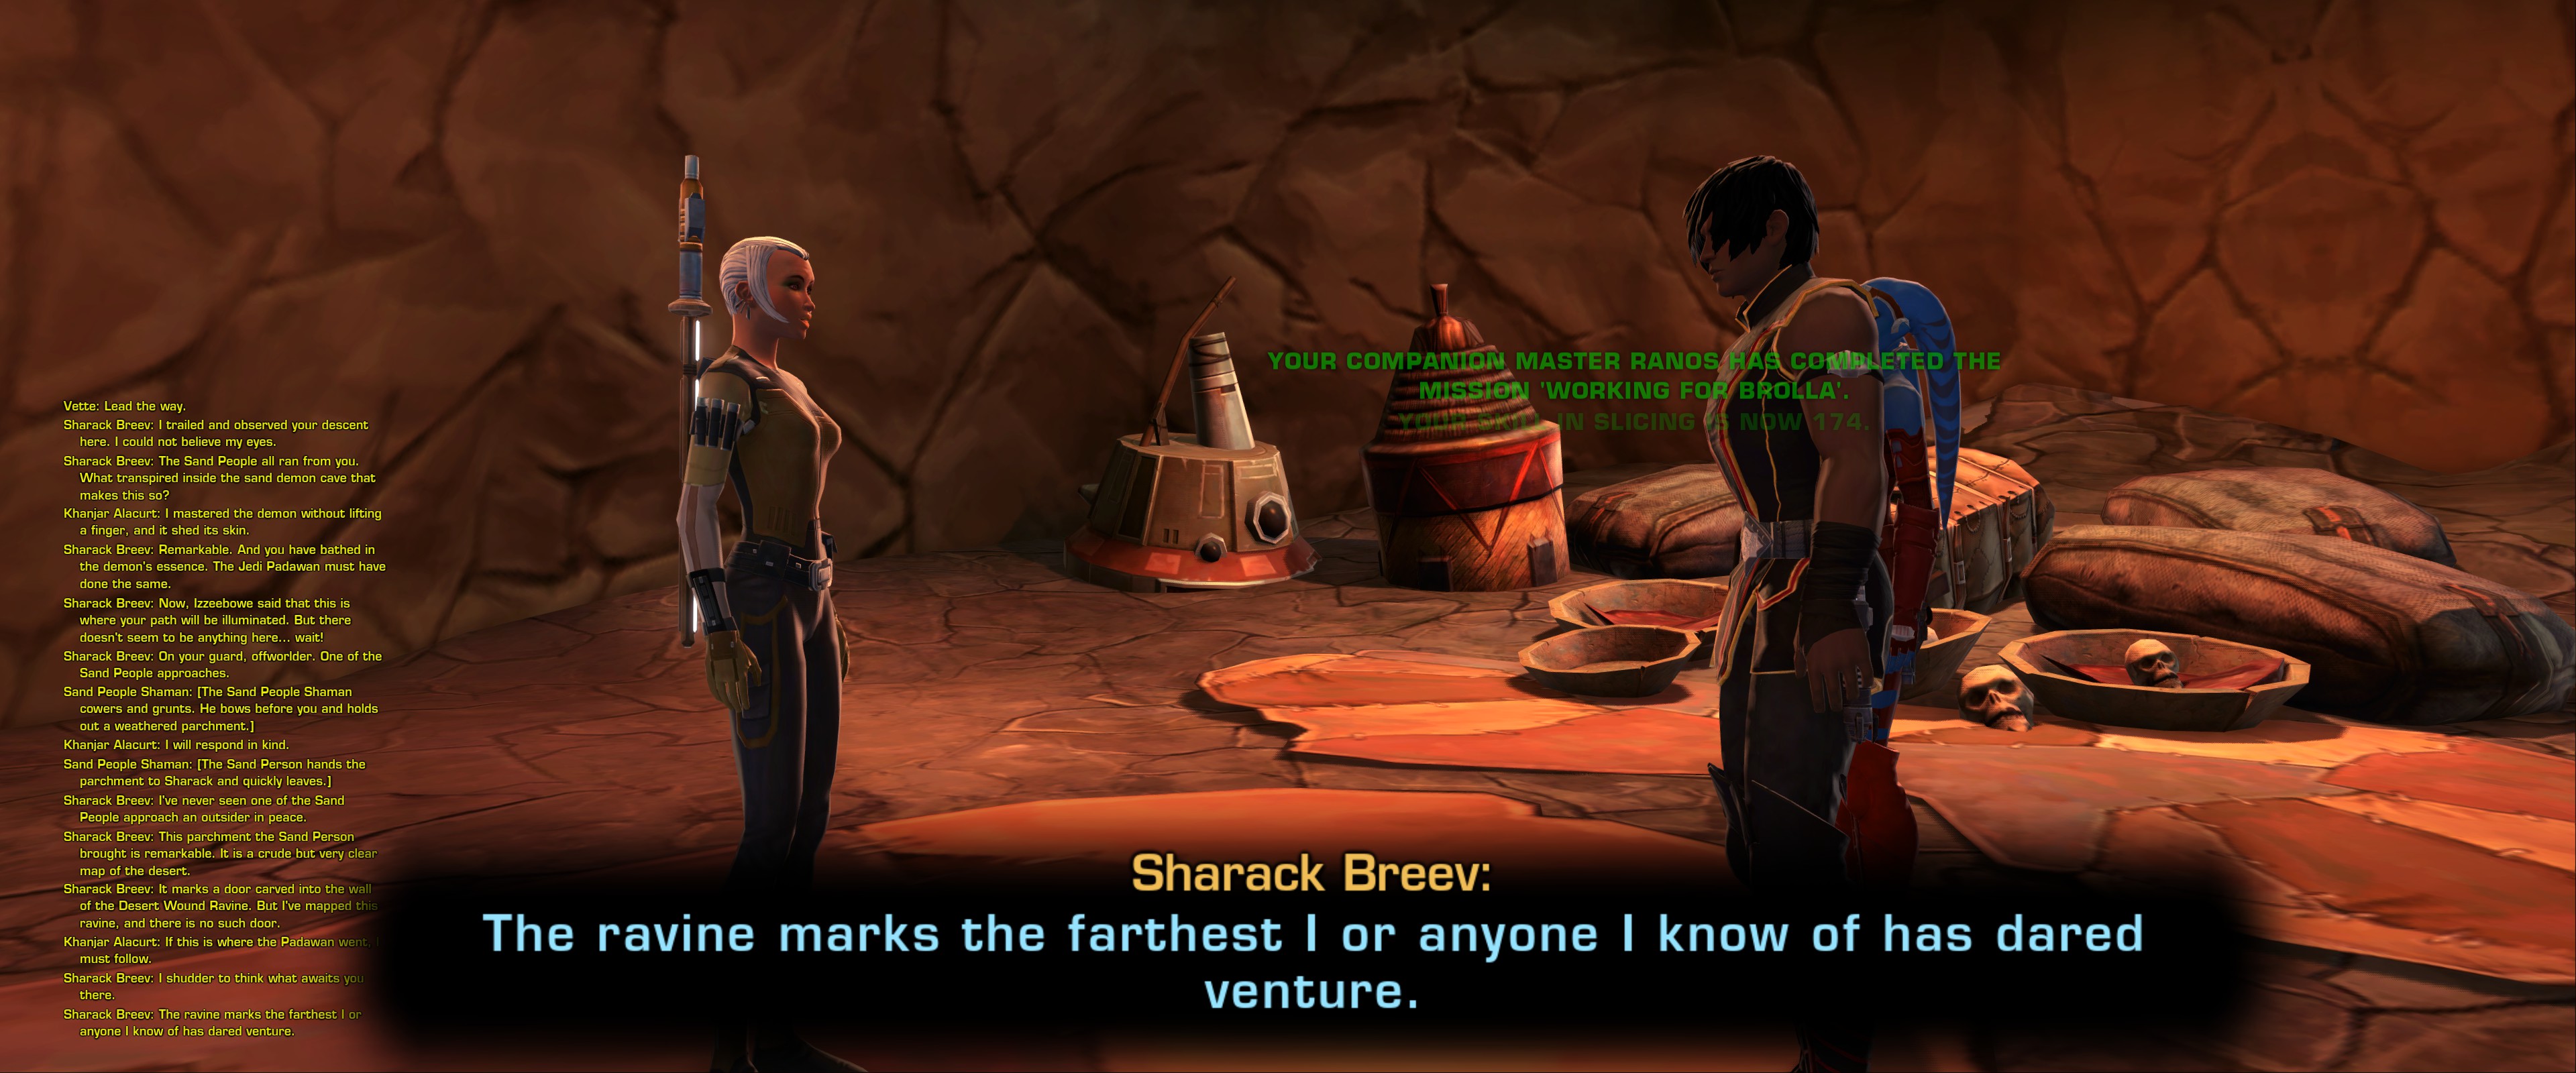 Vette: Lead the way.
Sharack Breev: I trailed and observed your descent
here. I could not believe my eyes.
Sharack Breev: The Sand People all ran from you.
What transpired inside the sand demon cave that
makes this so?
Khanjar Alacurt: I mastered the demon without lifting
a finger, and it shed its skin.
Sharack Breev: Remarkable. And you have bathed in
the demon's essence. The Jedi Padawan must have
done the same.
Sharack Breev: Now, Izzeebowe said that this is
where your path will be illuminated. But there
doesn't seem to be anything here... wait!
Sharack Breev: On your guard, offworlder. One of the
Sand People approaches.
Sand People Shaman: [The Sand People Shaman
cowers and grunts. He bows before you and holds
out a weathered parchment.]
Khanjar Alacurt: I will respond in kind.
Sand People Shaman: [The Sand Person hands the
parchment to Sharack and quickly leaves.]
Sharack Breev: I've never seen one of the Sand
People approach an outsider in peace.
Sharack Breev: This parchment the Sand Person
brought is remarkable. It is a crude but very clear
map of the desert.
Sharack Breev: It marks a door carved into the wall
of the Desert Wound Ravine. But I've mapped this
ravine, and there is no such door.
Khanjar Alacurt: If this is where the Padawan went, I
must follow.
Sharack Breev: I shudder to think what awaits you
there.
Sharack Breev: The ravine marks the farthest I or
anyone I know of has dared venture.
YOUR COMPANION MASTER RANOS HAS COMPLETED THE
MISSION 'WORKING FOR BROLLA'.
YOUR SKILL IN SLICING IS NOW 174.
Sharack Breev:
The ravine marks the farthest I or anyone I know of has dared
venture.